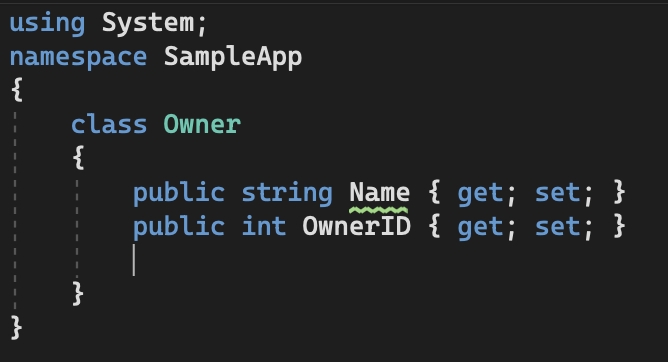 using System;
namespace SampleApp
{
class Owner
{
public string Name { get; set; }
public int OwnerID { get; set; }
}
}